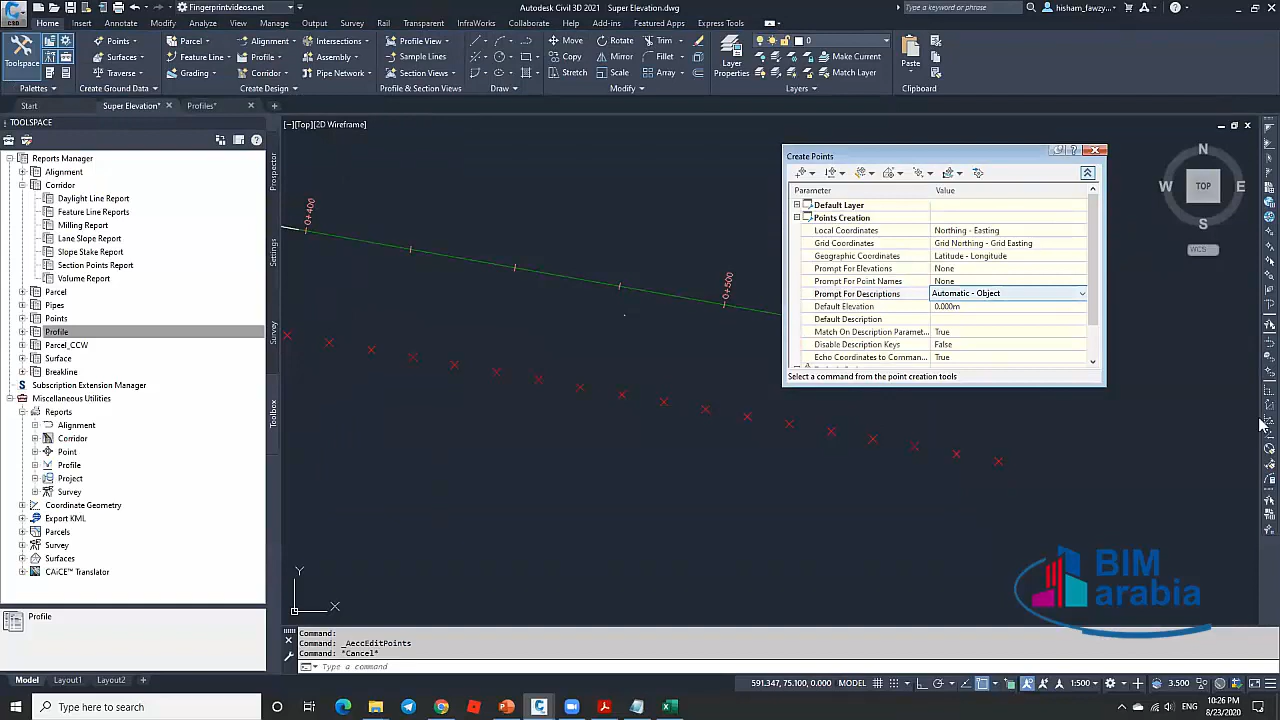 C3D
Fingerprintvideos.net
Autodesk Civil 3D 2021 Super Elevation.dwg
Type a keyword or phrase
hisham_fawzy...
Home Insert Annotate Modify Analyze View Manage Output Survey Rail Transparent InfraWorks Collaborate Help Add-ins Featured Apps Express Tools
Toolspace
Points
Surfaces
Traverse
Parcel
Feature Line
Grading
Alignment
Profile
Corridor
Intersections
Assembly
Pipe Network
Profile View
Sample Lines
Section Views
Move Rotate Trim
Copy Mirror Fillet
Stretch Scale Array
Layer Properties
0
Make Current
Match Layer
Paste
Palettes Create Ground Data Create Design Profile & Section Views Draw Modify Layers Clipboard
Start Super Elevation* Profiles*
TOOLSPACE
Reports Manager
Alignment
Corridor
Daylight Line Report
Feature Line Reports
Milling Report
Lane Slope Report
Slope Stake Report
Section Points Report
Volume Report
Parcel
Pipes
Points
Profile
Parcel_CCW
Surface
Breakline
Subscription Extension Manager
Miscellaneous Utilities
Reports
Alignment
Corridor
Point
Profile
Project
Survey
Coordinate Geometry
Export KML
Parcels
Survey
Surfaces
CAiCE™ Translator
Profile
Prospector
Settings
Survey
Toolbox
[−][Top][2D Wireframe]
0+400
0+500
Create Points
Parameter Value
Default Layer
Points Creation
Local Coordinates Northing - Easting
Grid Coordinates Grid Northing - Grid Easting
Geographic Coordinates Latitude - Longitude
Prompt For Elevations None
Prompt For Point Names None
Prompt For Descriptions Automatic - Object
Default Elevation 0.000m
Default Description
Match On Description Paramet... True
Disable Description Keys False
Echo Coordinates to Comman... True
Select a command from the point creation tools
N
W TOP E
S
WCS
BIM
arabia
Y
X
Command:
Command: _AeccEditPoints
Command: *Cancel*
Type a command
Model Layout1 Layout2
591.347, 75.100, 0.000 MODEL
1:500
3.500
Type here to search
ENG
10:26 PM
8/23/2020